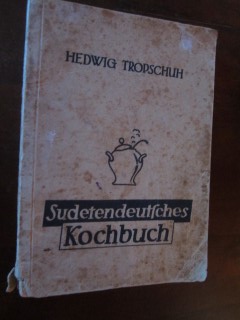 HEDWIG TROPSCHUH
Sudetendeutsches
Kochbuch